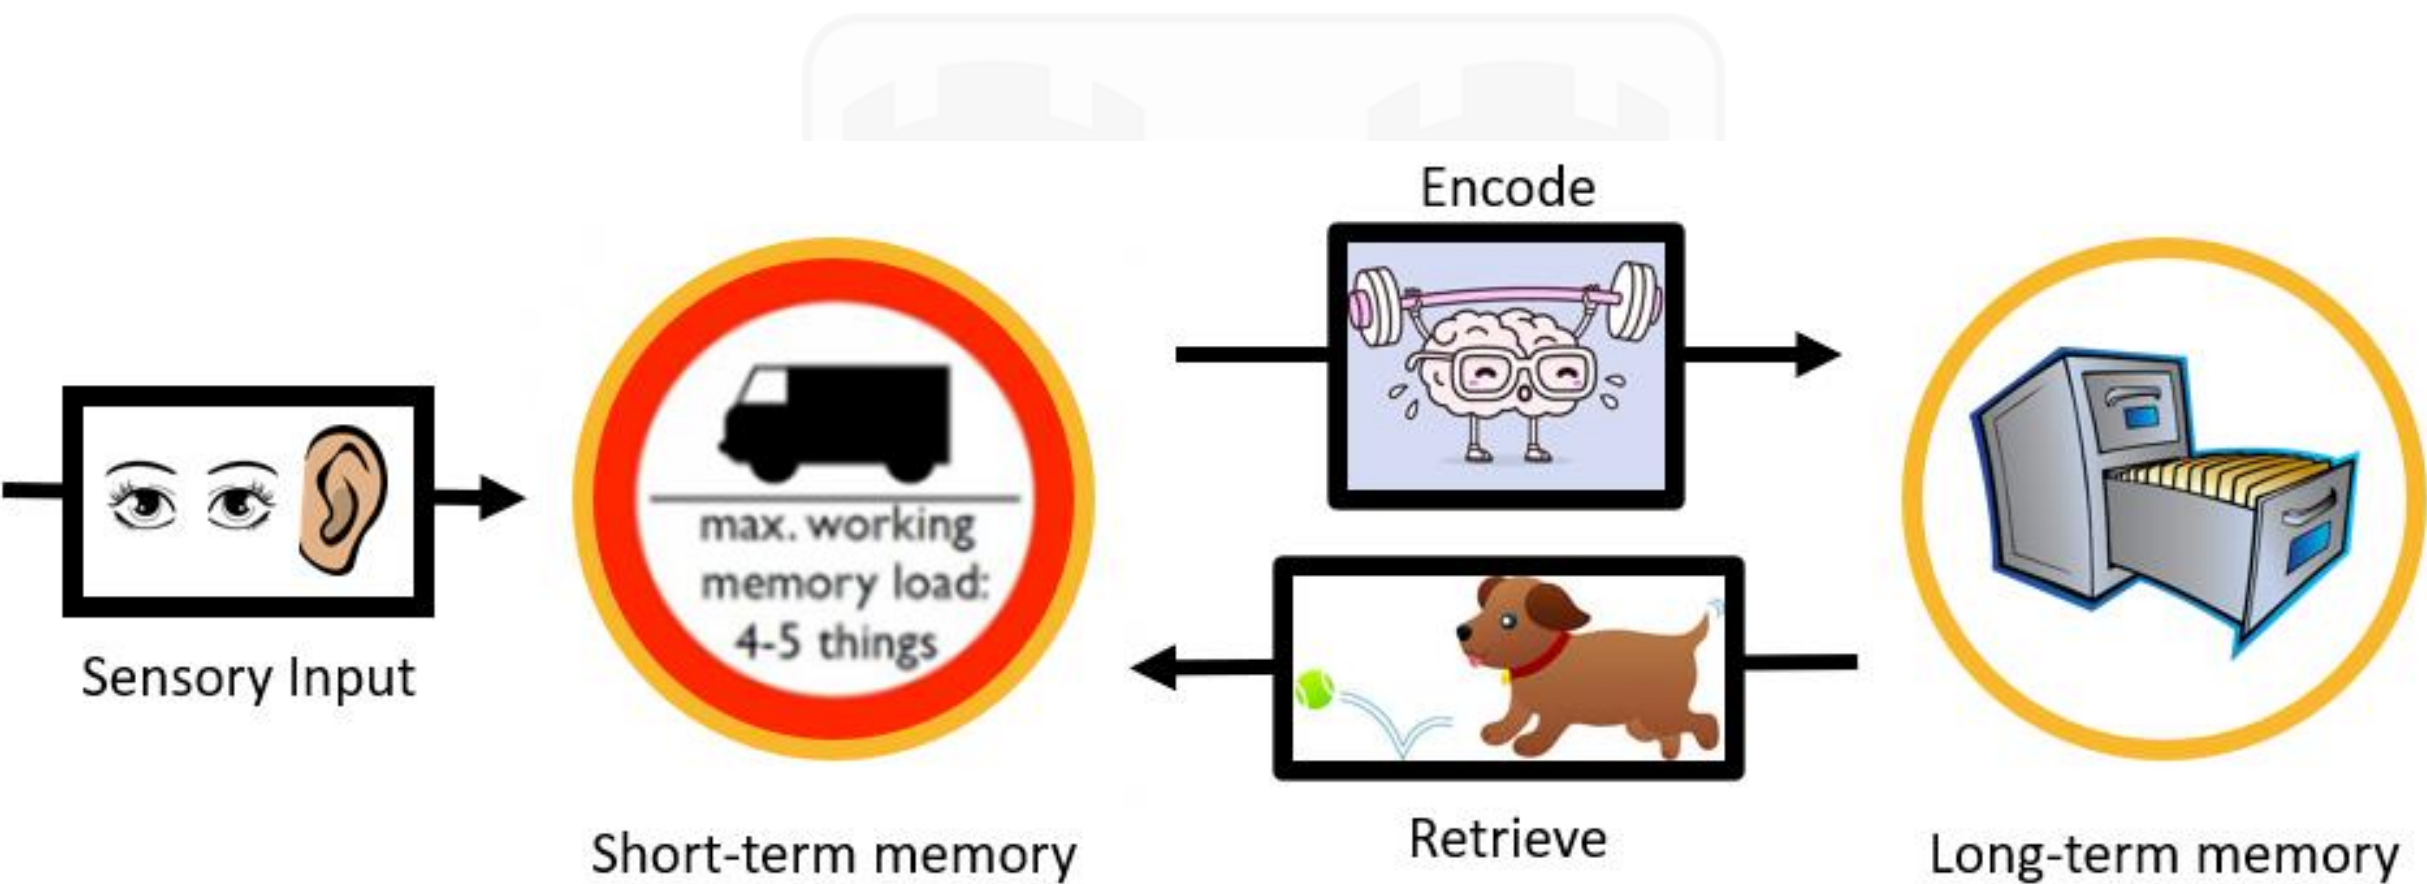 Encode
max. working
memory load:
4-5 things
Sensory Input
Retrieve
Short-term memory
Long-term memory